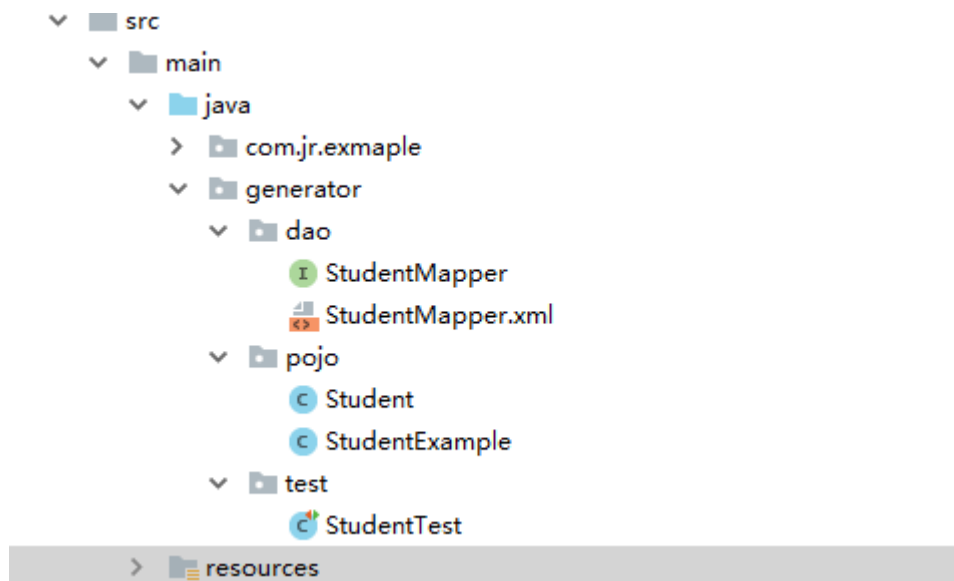 src
main
java
com.jr.exmaple
generator
dao
StudentMapper
StudentMapper.xml
pojo
Student
StudentExample
test
StudentTest
resources